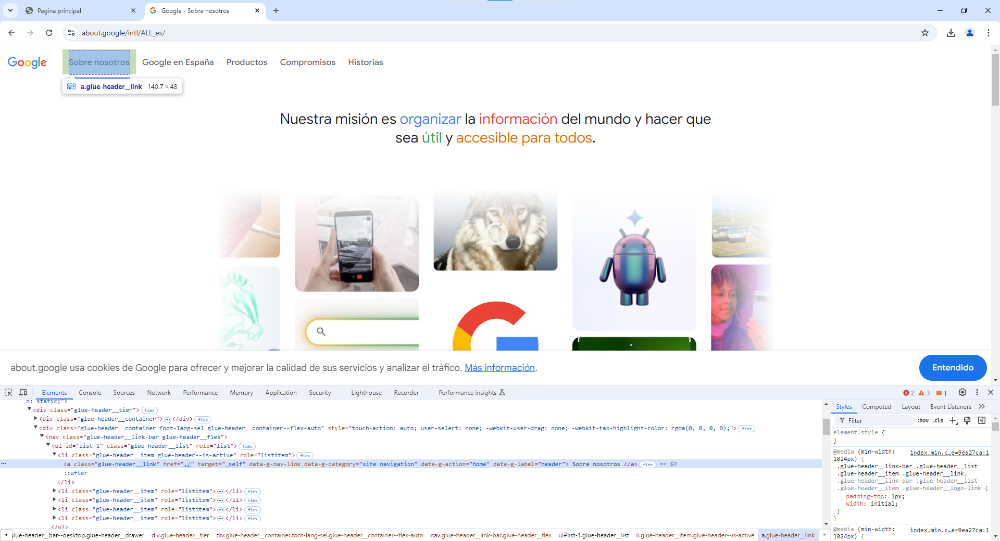 Pagina principal
Google - Sobre nosotros
about.google/intl/ALL_es/
Google
Sobre nosotros
Google en España
Productos
Compromisos
Historias
a.glue-header__link 140.7 × 48
Nuestra misión es organizar la información del mundo y hacer que
sea útil y accesible para todos.
about.google usa cookies de Google para ofrecer y mejorar la calidad de sus servicios y analizar el tráfico. Más información.
Entendido
Elements
Console
Sources
Network
Performance
Memory
Application
Security
Lighthouse
Recorder
Performance insights
2
3
1
n: static;">
<div class="glue-header__tier"> flex
<div class="glue-header__container"> ⋯ </div> flex
<div class="glue-header__container foot-lang-sel glue-header__container--flex-auto" style="touch-action: auto; user-select: none; -webkit-user-drag: none; -webkit-tap-highlight-color: rgba(0, 0, 0, 0);"> flex
<nav class="glue-header__link-bar glue-header__flex">
<ul id="list-1" class="glue-header__list" role="list"> flex
<li class="glue-header__item glue-header--is-active" role="listitem"> flex
<a class="glue-header__link" href="./" target="_self" data-g-nav-link data-g-category="site navigation" data-g-action="home" data-g-label="header"> Sobre nosotros </a> flex == $0
::after
</li>
<li class="glue-header__item" role="listitem"> ⋯ </li> flex
<li class="glue-header__item" role="listitem"> ⋯ </li> flex
<li class="glue-header__item" role="listitem"> ⋯ </li> flex
<li class="glue-header__item" role="listitem"> ⋯ </li> flex
</ul>
glue-header__bar--desktop.glue-header__drawer
div.glue-header__tier
div.glue-header__container.foot-lang-sel.glue-header__container--flex-auto
nav.glue-header__link-bar.glue-header__flex
ul#list-1.glue-header__list
li.glue-header__item.glue-header--is-active
a.glue-header__link
Styles
Computed
Layout
Event Listeners
Filter
:hov
.cls
element.style {
}
@media (min-width: index.min.c…e=9ea27ca:1
1024px) {
.glue-header__link-bar .glue-header__list
.glue-header__item .glue-header__link,
.glue-header__link-bar .glue-header__list
.glue-header__item .glue-header__logo-link {
padding-top: 1px;
width: initial;
}
}
@media (min-width: index.min.c…e=9ea27ca:1
1024px) {